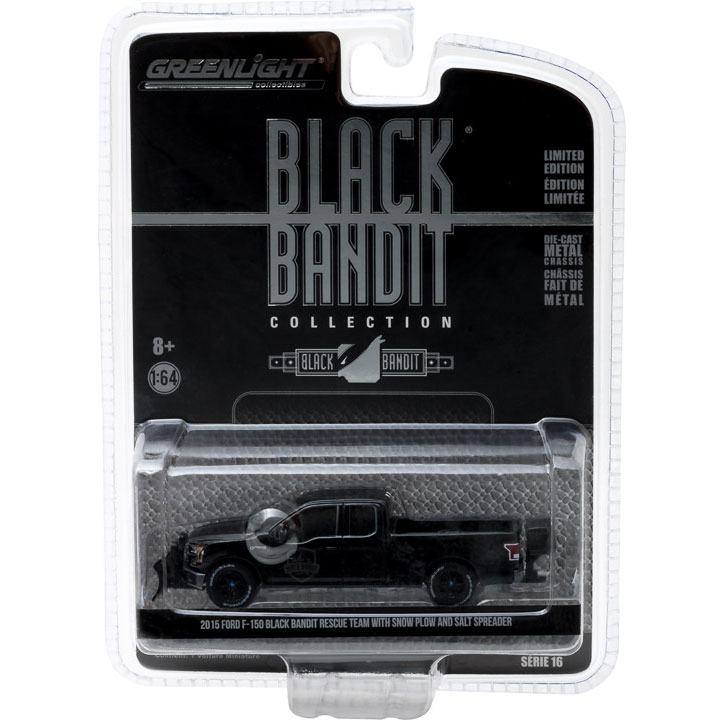 GREENLIGHT®
collectibles®
BLACK
BANDIT®
COLLECTION
BLACK BANDIT
LIMITED
EDITION
ÉDITION
LIMITÉE
DIE-CAST
METAL
CHASSIS
CHÂSSIS
FAIT DE
MÉTAL
8+
1:64
2015 FORD F-150 BLACK BANDIT RESCUE TEAM WITH SNOW PLOW AND SALT SPREADER
Contient: 1 Voiture Miniature
SÉRIE 16